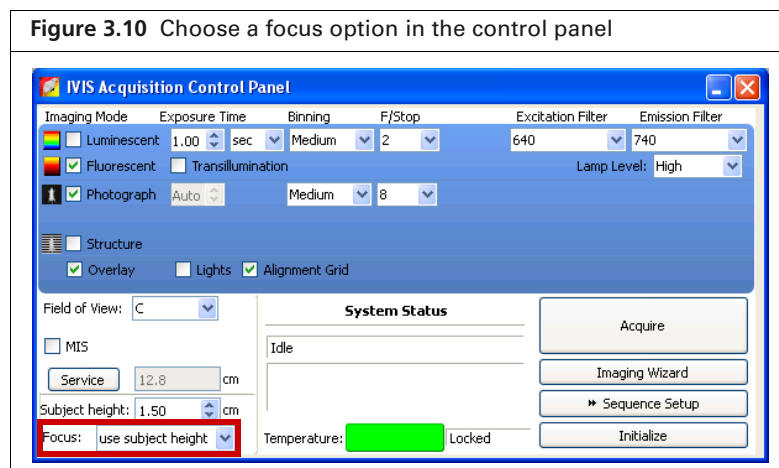 Figure 3.10 Choose a focus option in the control panel
IVIS Acquisition Control Panel
Imaging Mode Exposure Time Binning F/Stop Excitation Filter Emission Filter
Luminescent 1.00 sec Medium 2 640 740
Fluorescent Transillumination Lamp Level: High
Photograph Auto Medium 8
Structure
Overlay Lights Alignment Grid
Field of View: C System Status Acquire
MIS Idle
Service 12.8 cm Imaging Wizard
Subject height: 1.50 cm Sequence Setup
Focus: use subject height Temperature: Locked Initialize